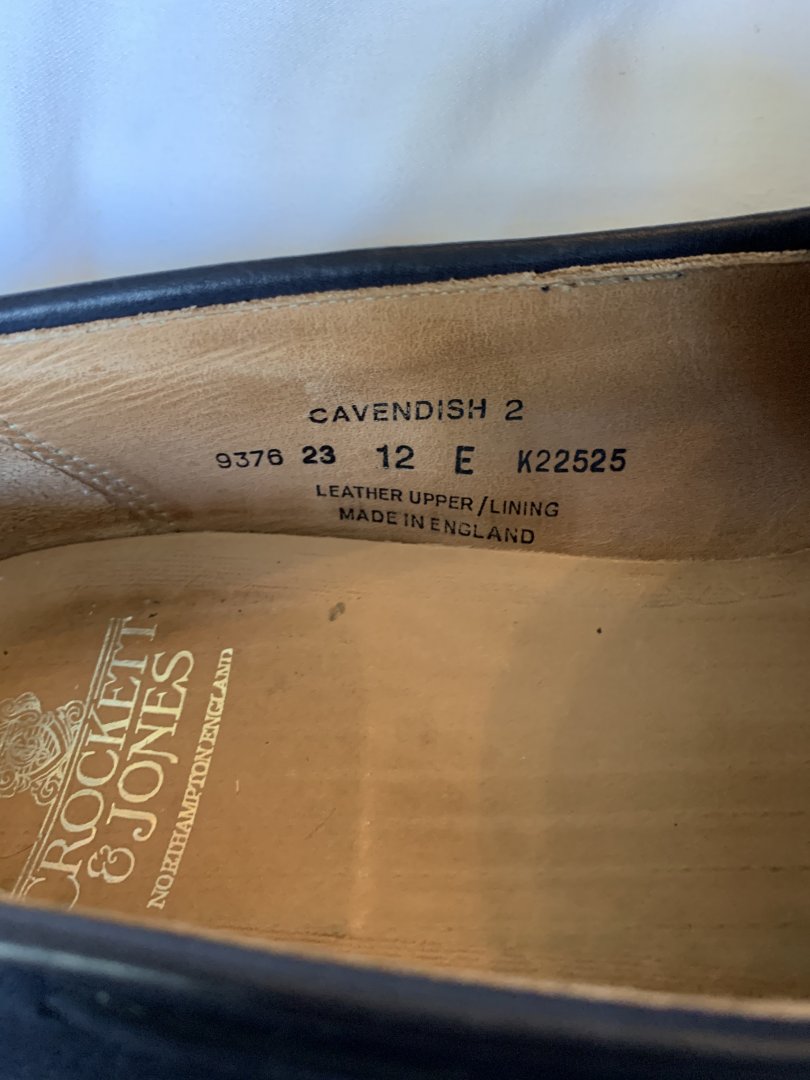 CAVENDISH 2
9376 23 12 E K22525
LEATHER UPPER/LINING
MADE IN ENGLAND
CROCKETT
& JONES
NORTHAMPTON ENGLAND